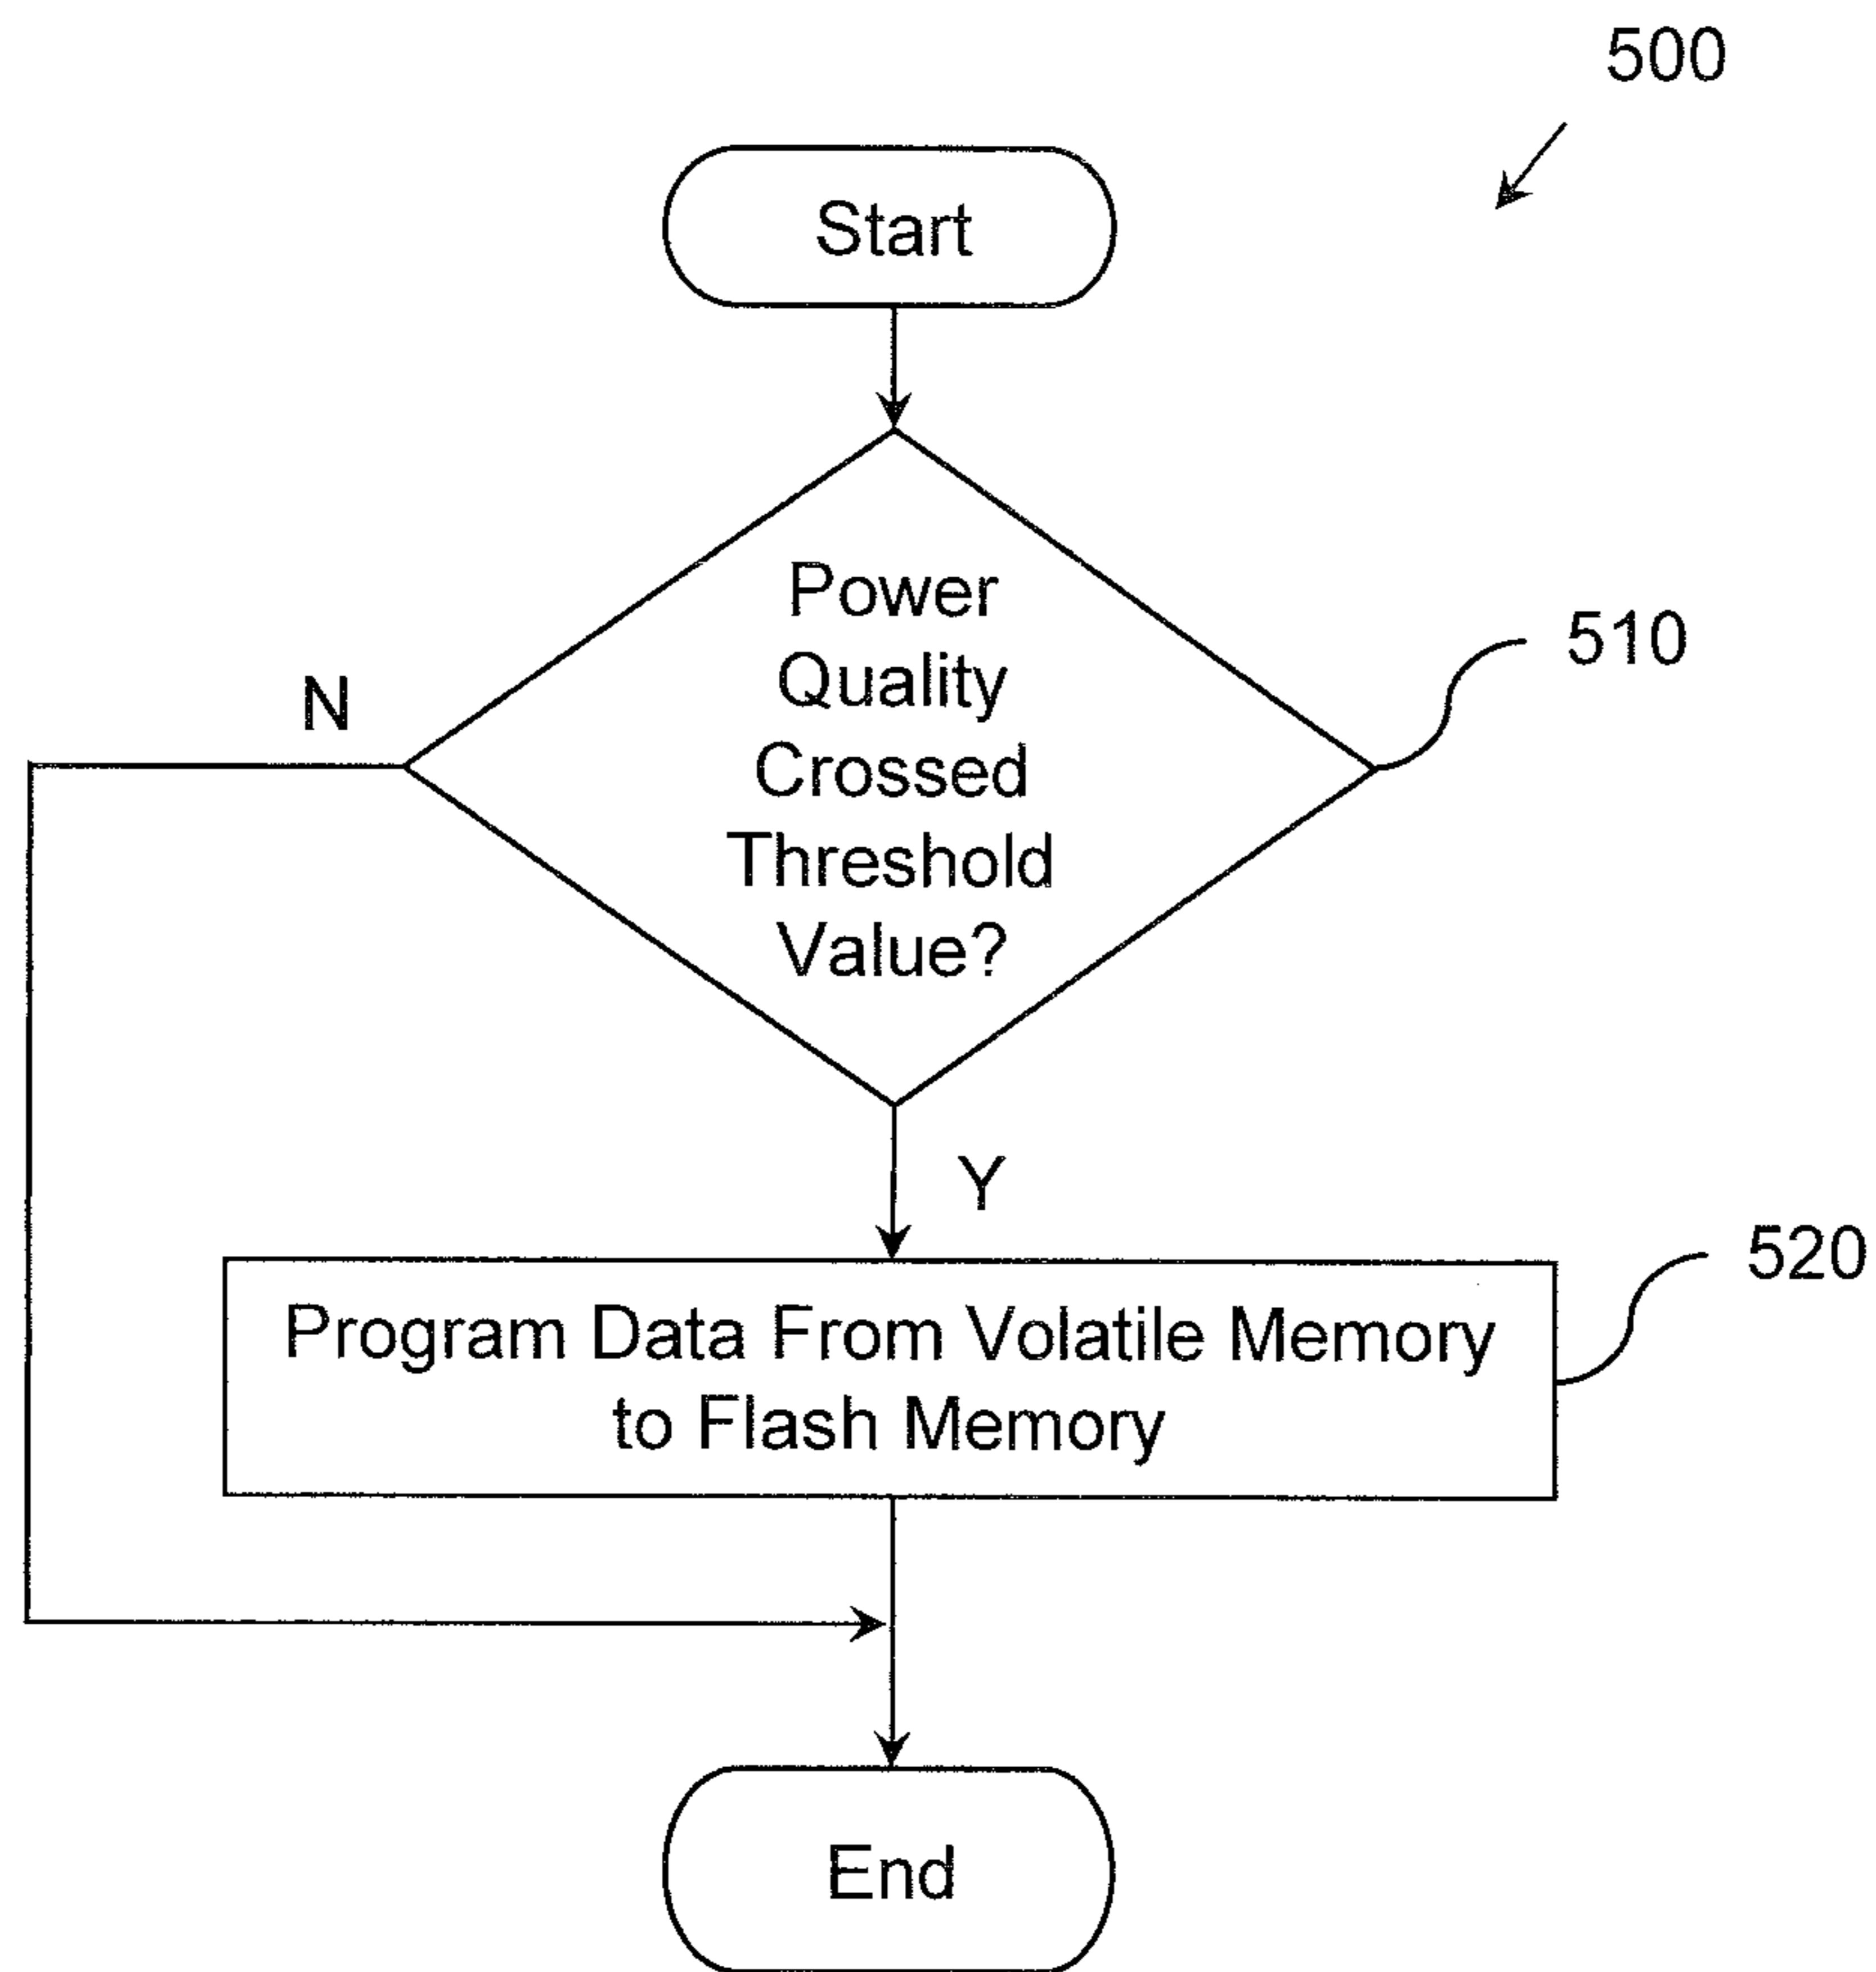 500
Start
Power
Quality
Crossed
Threshold
Value?
510
N
Y
520
Program Data From Volatile Memory
to Flash Memory
End